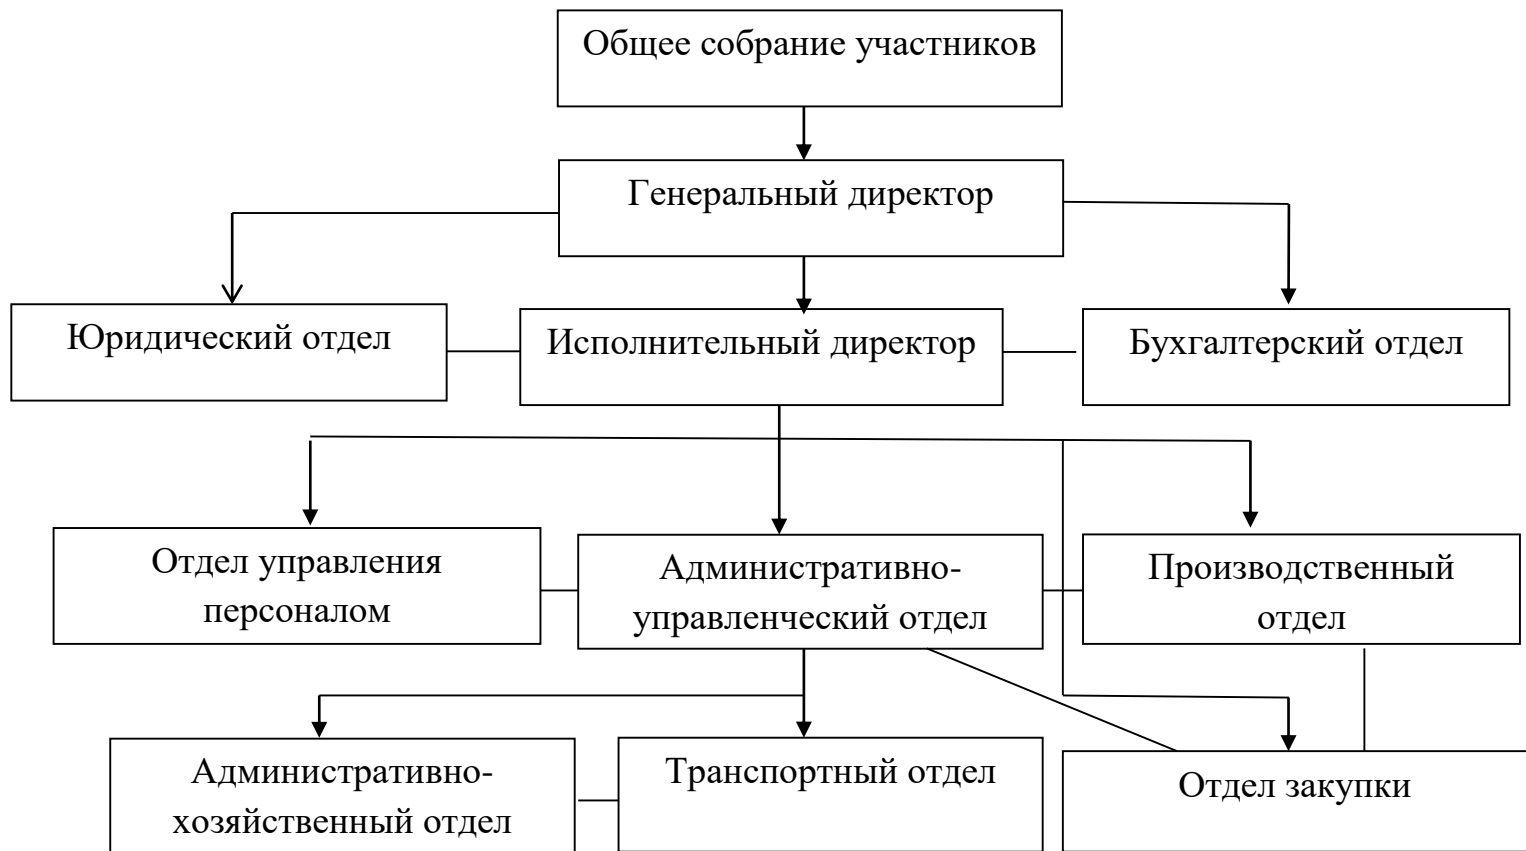 Общее собрание участников
Генеральный директор
Юридический отдел
Исполнительный директор
Бухгалтерский отдел
Отдел управления
персоналом
Административно-
управленческий отдел
Производственный
отдел
Административно-
хозяйственный отдел
Транспортный отдел
Отдел закупки